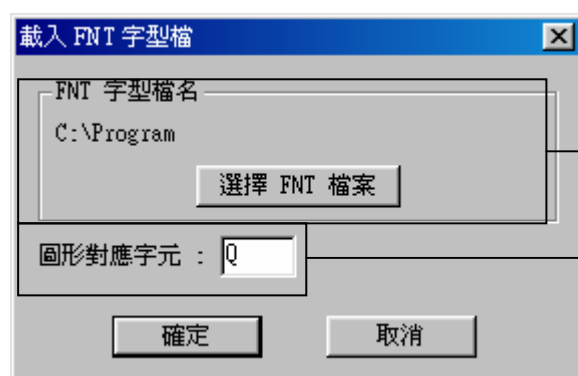 載入 FNT 字型檔
FNT 字型檔名
C:\Program
選擇 FNT 檔案
圖形對應字元 : Q
確定 取消